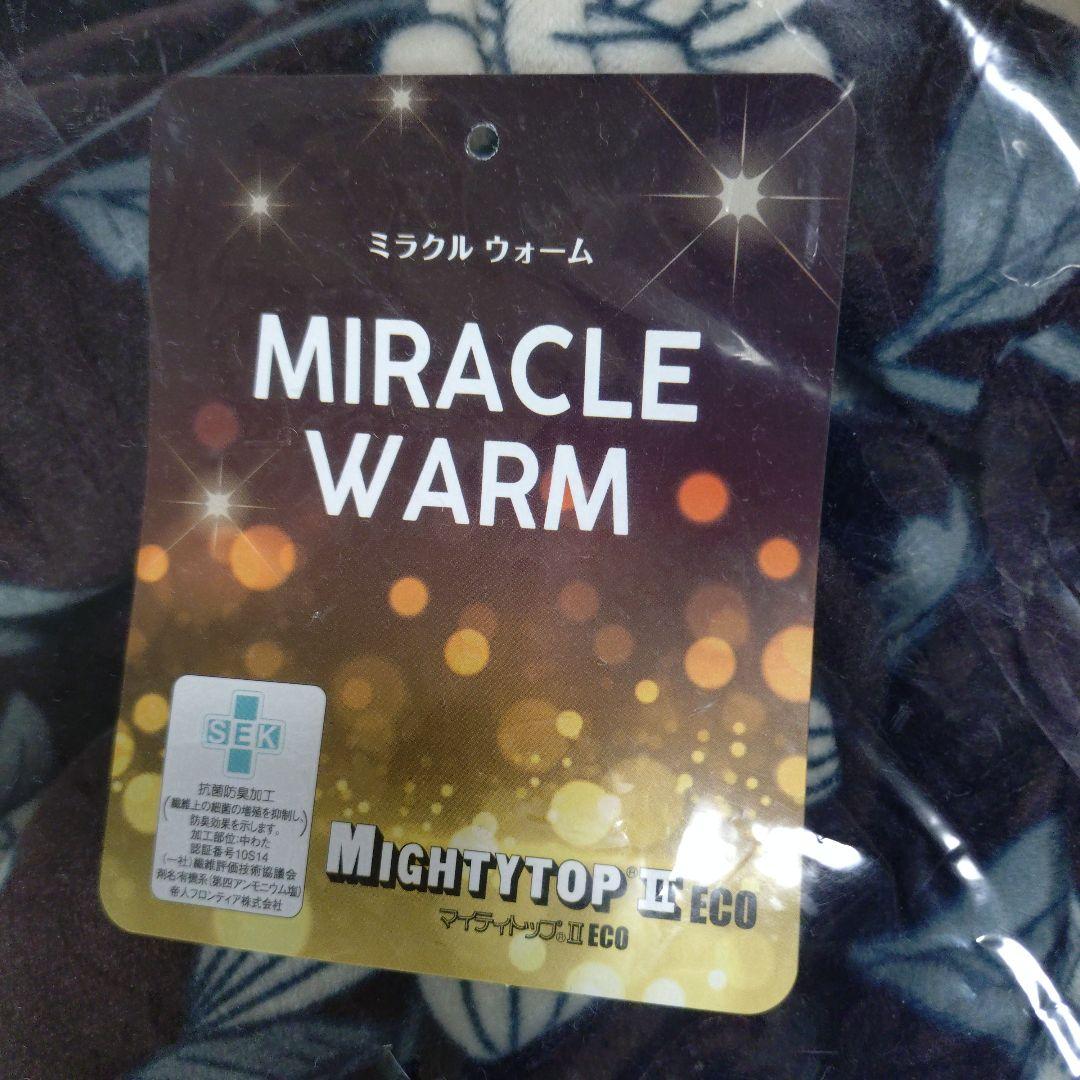 ミラクル ウォーム
MIRACLE
WARM
SEK
抗菌防臭加工
(繊維上の細菌の増殖を抑制し、
防臭効果を示します。)
加工部位:中わた
認証番号10S14
(一社)繊維評価技術協議会
剤名:有機系(第四アンモニウム塩)
帝人フロンティア株式会社
MIGHTYTOP® II ECO
マイティトップ®II ECO